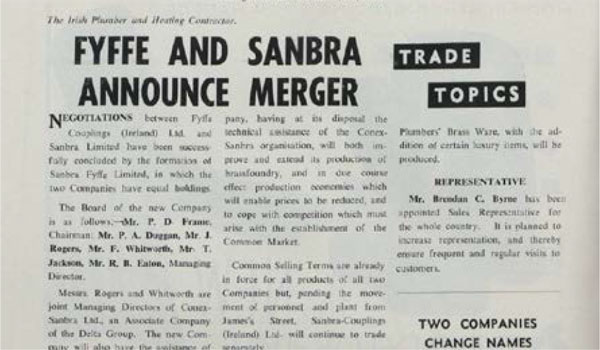 The Irish Plumber and Heating Contractor.
FYFFE AND SANBRA
ANNOUNCE MERGER
NEGOTIATIONS between Fyffe
Couplings (Ireland) Ltd. and
Sanbra Limited have been success-
fully concluded by the formation of
Sanbra Fyffe Limited, in which the
two Companies have equal holdings.
The Board of the new Company
is as follows:—Mr. P. D. Frame,
Chairman: Mr. P. A. Duggan, Mr. J.
Rogers, Mr. F. Whitworth, Mr. T.
Jackson, Mr. R. B. Eaton, Managing
Director.
Messrs. Rogers and Whitworth are
joint Managing Directors of Conex-
Sanbra Ltd., an Associate Company
of the Delta Group. The new Com-
pany will also have the assistance of
pany, having at its disposal the
technical assistance of the Conex-
Sanbra organisation, will both im-
prove and extend its production of
brassfoundry, and in due course
effect production economies which
will enable prices to be reduced, and
to cope with competition which must
arise with the establishment of the
Common Market.
Common Selling Terms are already
in force for all products of all two
Companies but, pending the move-
ment of personnel and plant from
James's Street, Sanbra-Couplings
(Ireland) Ltd. will continue to trade
separately.
TRADE
TOPICS
Plumbers' Brass Ware, with the ad-
dition of certain luxury items, will be
produced.
REPRESENTATIVE
Mr. Brendan C. Byrne has been
appointed Sales Representative for
the whole country. It is planned to
increase representation, and thereby
ensure frequent and regular visits to
customers.
TWO COMPANIES
CHANGE NAMES